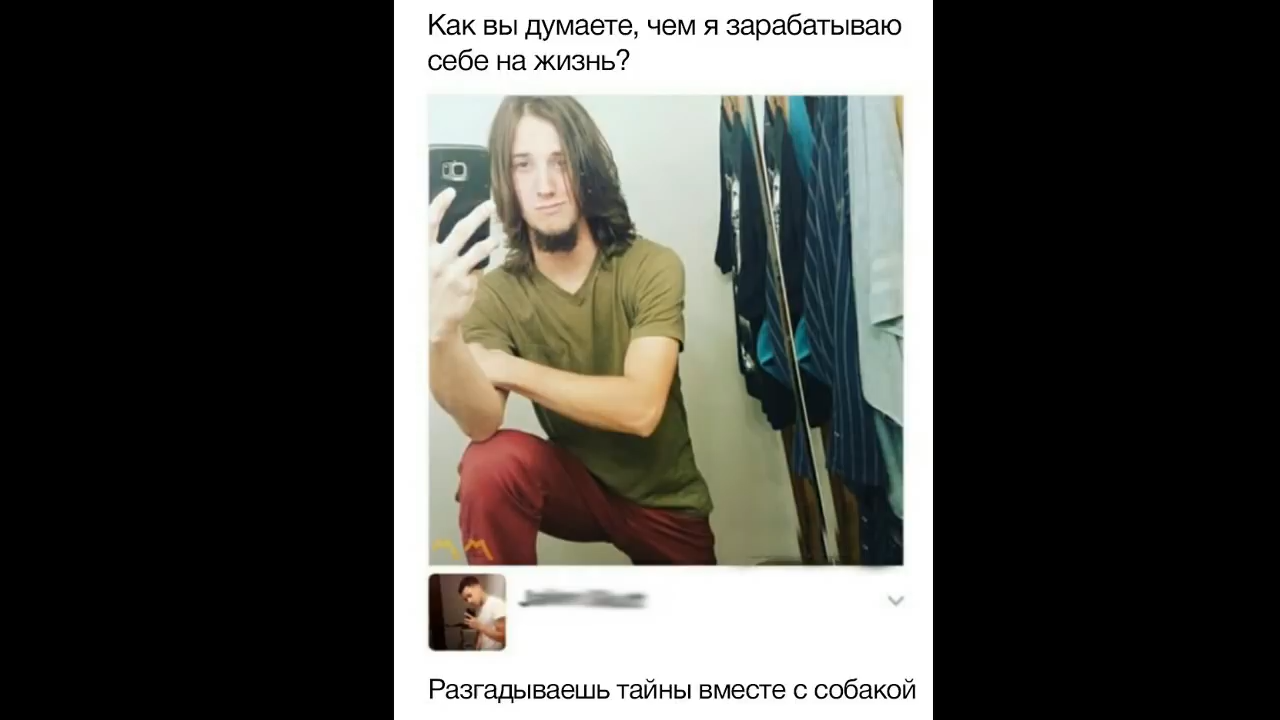 Как вы думаете, чем я зарабатываю
себе на жизнь?
Разгадываешь тайны вместе с собакой